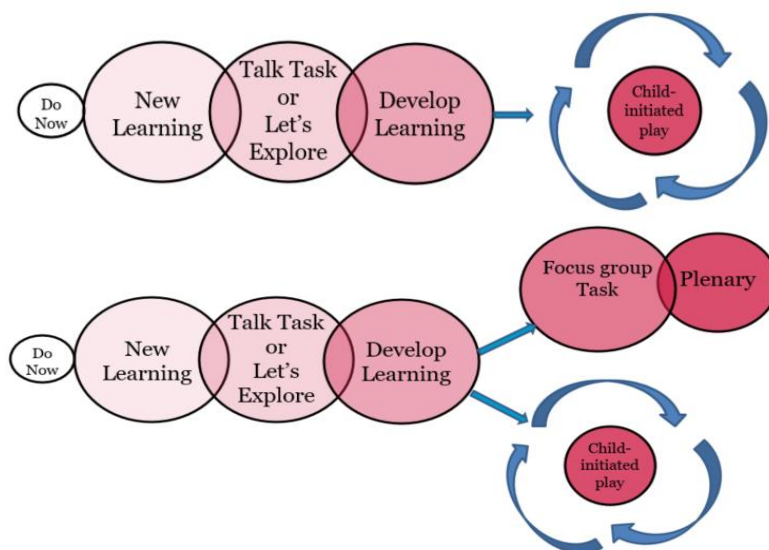 Do
Now
New
Learning
Talk Task
or
Let's
Explore
Develop
Learning
Child-
initiated
play
Do
Now
New
Learning
Talk Task
or
Let's
Explore
Develop
Learning
Focus group
Task
Plenary
Child-
initiated
play